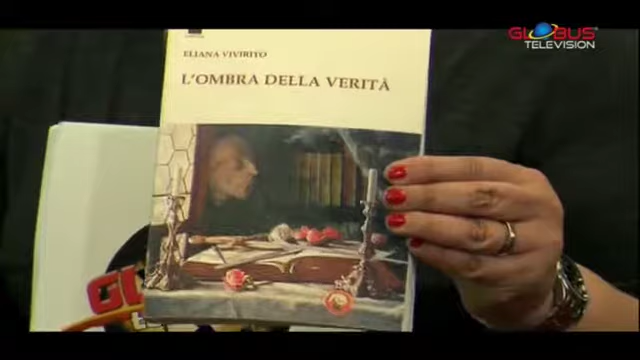 GLOBUS
TELEVISION
ELIANA VIVIRITO
L'OMBRA DELLA VERITÀ